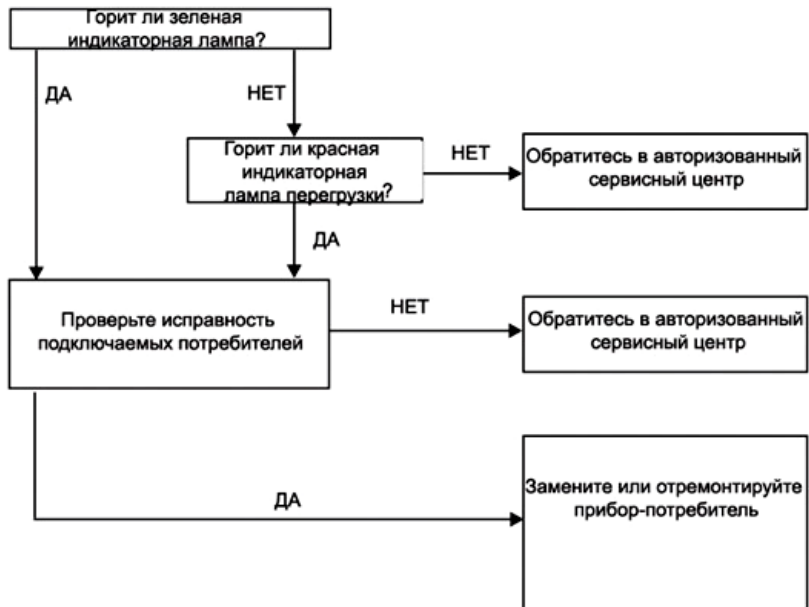 Горит ли зеленая
индикаторная лампа?
ДА
НЕТ
Горит ли красная
индикаторная
лампа перегрузки?
НЕТ
Обратитесь в авторизованный
сервисный центр
ДА
Проверьте исправность
подключаемых потребителей
НЕТ
Обратитесь в авторизованный
сервисный центр
ДА
Замените или отремонтируйте
прибор-потребитель